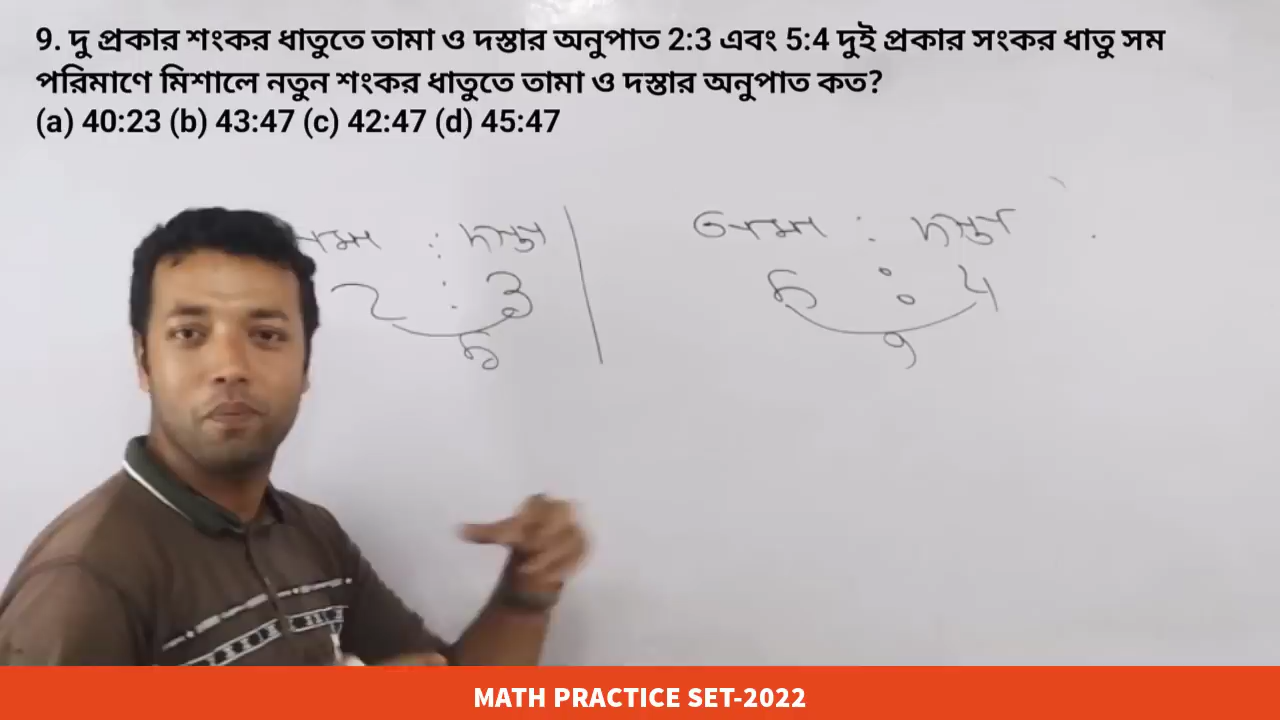 9. দু প্রকার শংকর ধাতুতে তামা ও দস্তার অনুপাত 2:3 এবং 5:4 দুই প্রকার সংকর ধাতু সম
পরিমাণে মিশালে নতুন শংকর ধাতুতে তামা ও দস্তার অনুপাত কত?
(a) 40:23 (b) 43:47 (c) 42:47 (d) 45:47
: দস্তা
তামা : দস্তা
2 : 3
5 : 4
5
9
MATH PRACTICE SET-2022